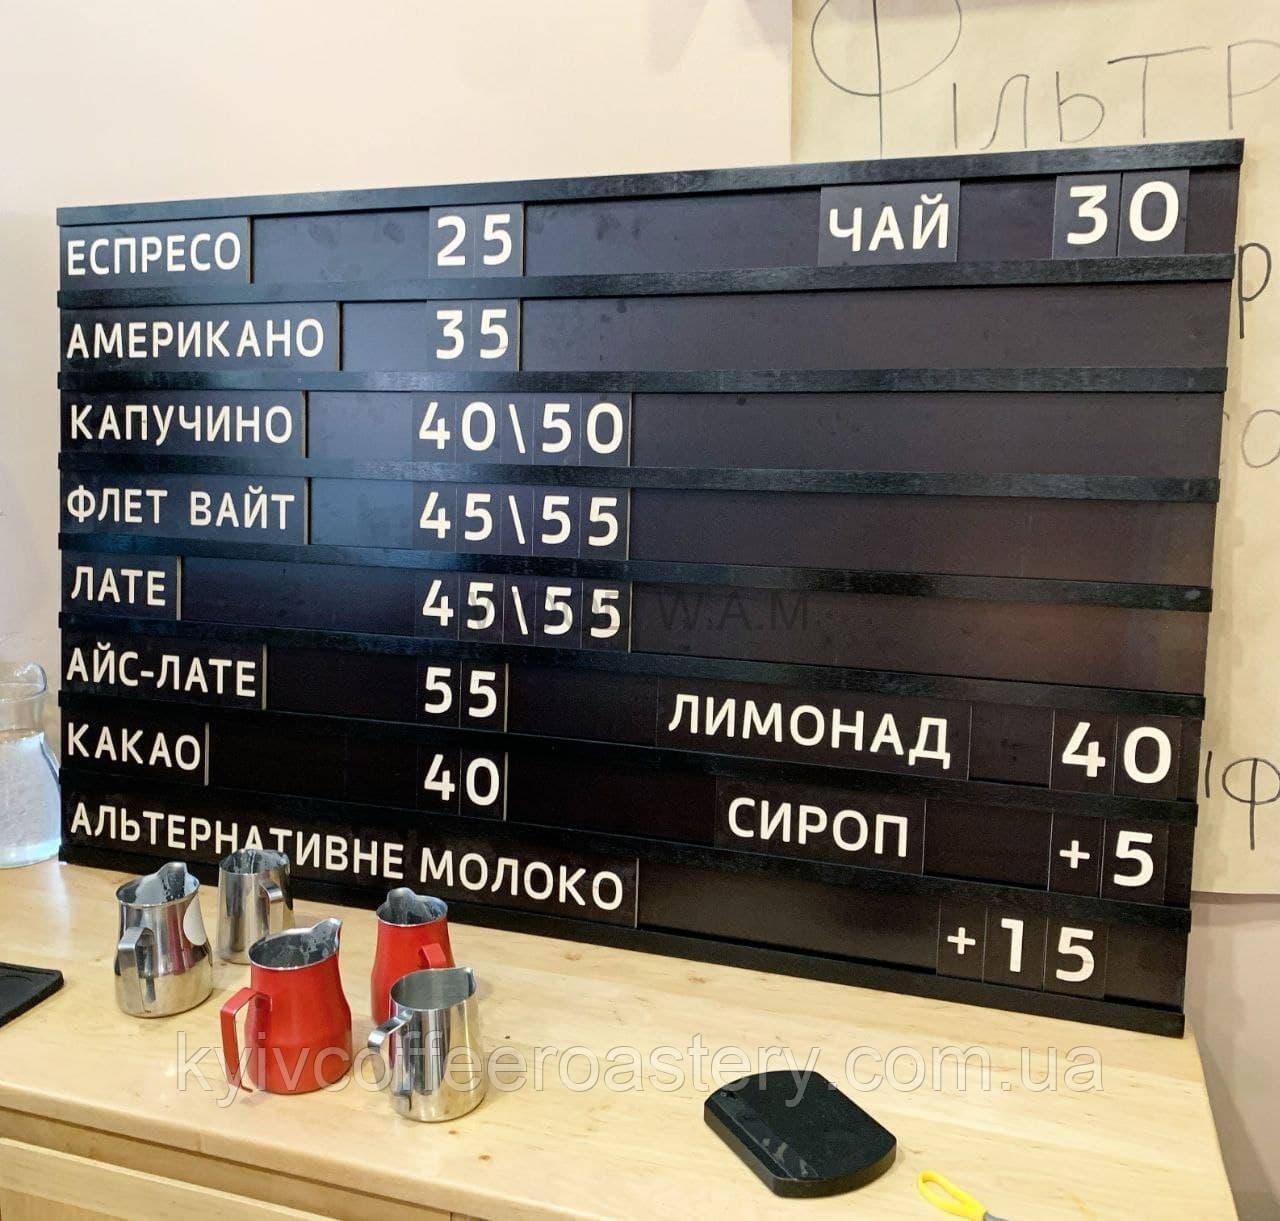 Фільтр
ЕСПРЕСО 25 ЧАЙ 30
АМЕРИКАНО 35
КАПУЧИНО 40\50
ФЛЕТ ВАЙТ 45\55
ЛАТЕ 45\55
АЙС-ЛАТЕ 55 ЛИМОНАД 40
КАКАО 40 СИРОП +5
АЛЬТЕРНАТИВНЕ МОЛОКО +15
kyivcoffeeroastery.com.ua